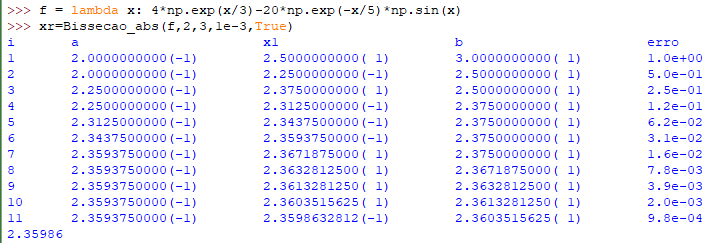 >>> f = lambda x: 4*np.exp(x/3)-20*np.exp(-x/5)*np.sin(x)
>>> xr=Bissecao_abs(f,2,3,1e-3,True)
i a x1 b erro
1 2.0000000000(-1) 2.5000000000( 1) 3.0000000000( 1) 1.0e+00
2 2.0000000000(-1) 2.2500000000(-1) 2.5000000000( 1) 5.0e-01
3 2.2500000000(-1) 2.3750000000( 1) 2.5000000000( 1) 2.5e-01
4 2.2500000000(-1) 2.3125000000(-1) 2.3750000000( 1) 1.2e-01
5 2.3125000000(-1) 2.3437500000(-1) 2.3750000000( 1) 6.2e-02
6 2.3437500000(-1) 2.3593750000(-1) 2.3750000000( 1) 3.1e-02
7 2.3593750000(-1) 2.3671875000( 1) 2.3750000000( 1) 1.6e-02
8 2.3593750000(-1) 2.3632812500( 1) 2.3671875000( 1) 7.8e-03
9 2.3593750000(-1) 2.3613281250( 1) 2.3632812500( 1) 3.9e-03
10 2.3593750000(-1) 2.3603515625( 1) 2.3613281250( 1) 2.0e-03
11 2.3593750000(-1) 2.3598632812(-1) 2.3603515625( 1) 9.8e-04
2.35986